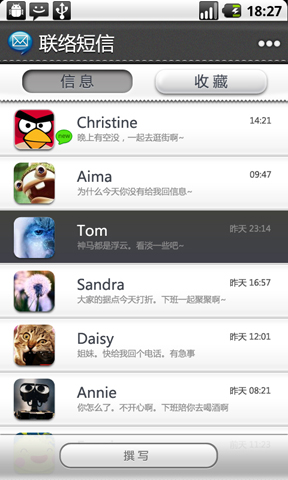 18:27
联络短信
信息 收藏
Christine 14:21
晚上有空没，一起去逛街啊~
new
Aima 09:47
为什么今天你没有给我回信息~
Tom 昨天 23:14
神马都是浮云。看淡一些吧~
Sandra 昨天 16:57
大家的据点今天打折。下班一起聚聚啊~
Daisy 昨天 12:01
姐妹。快给我回个电话。有急事
Annie 昨天 08:21
你怎么了。不开心啊。下班陪你去喝酒啊
昨天 11:23
撰写